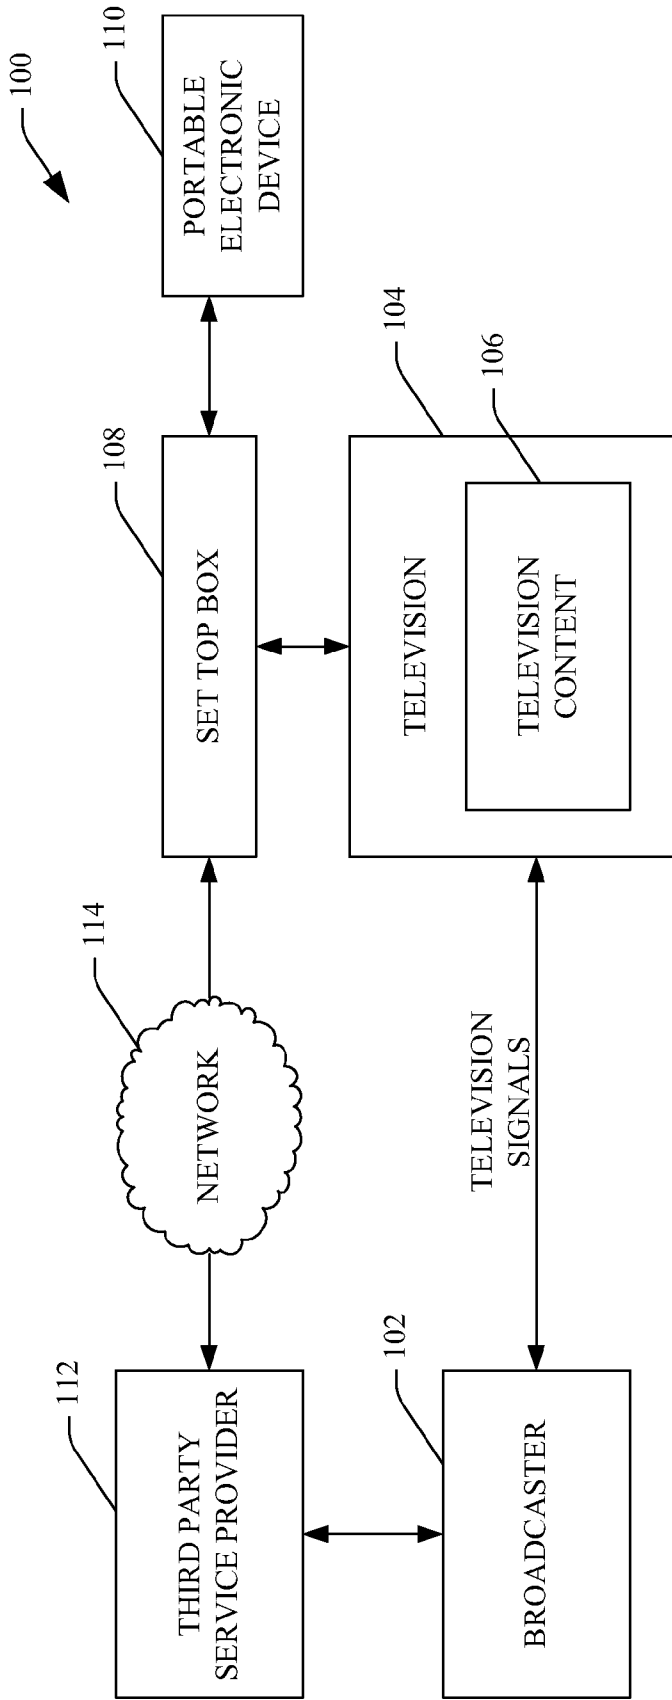 100
112
THIRD PARTY
SERVICE PROVIDER
114
NETWORK
108
SET TOP BOX
110
PORTABLE
ELECTRONIC
DEVICE
102
BROADCASTER
TELEVISION
SIGNALS
104
TELEVISION
106
TELEVISION
CONTENT